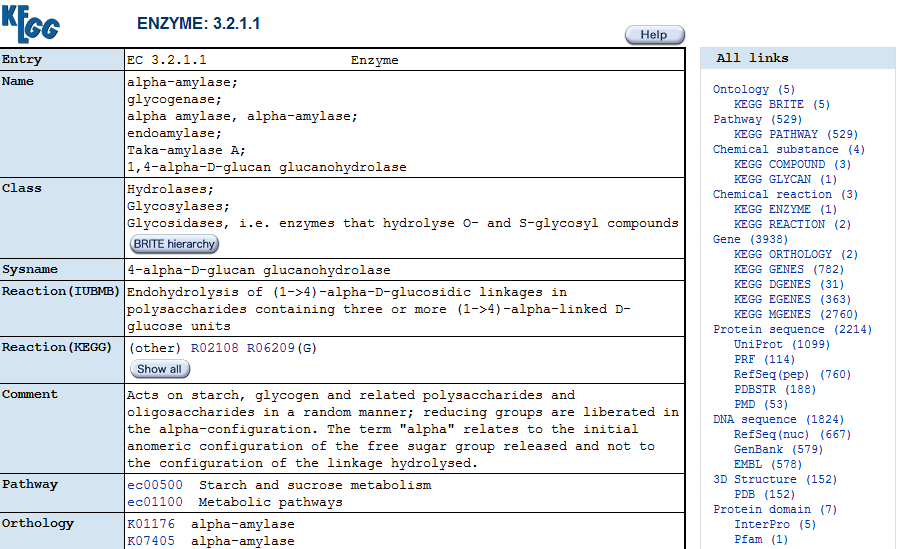 KEGG
ENZYME: 3.2.1.1
Help
Entry EC 3.2.1.1 Enzyme
Name alpha-amylase;
glycogenase;
alpha amylase, alpha-amylase;
endoamylase;
Taka-amylase A;
1,4-alpha-D-glucan glucanohydrolase
Class Hydrolases;
Glycosylases;
Glycosidases, i.e. enzymes that hydrolyse O- and S-glycosyl compounds
BRITE hierarchy
Sysname 4-alpha-D-glucan glucanohydrolase
Reaction(IUBMB) Endohydrolysis of (1->4)-alpha-D-glucosidic linkages in
polysaccharides containing three or more (1->4)-alpha-linked D-
glucose units
Reaction(KEGG) (other) R02108 R06209(G)
Show all
Comment Acts on starch, glycogen and related polysaccharides and
oligosaccharides in a random manner; reducing groups are liberated in
the alpha-configuration. The term "alpha" relates to the initial
anomeric configuration of the free sugar group released and not to
the configuration of the linkage hydrolysed.
Pathway ec00500 Starch and sucrose metabolism
ec01100 Metabolic pathways
Orthology K01176 alpha-amylase
K07405 alpha-amylase
All links
Ontology (5)
KEGG BRITE (5)
Pathway (529)
KEGG PATHWAY (529)
Chemical substance (4)
KEGG COMPOUND (3)
KEGG GLYCAN (1)
Chemical reaction (3)
KEGG ENZYME (1)
KEGG REACTION (2)
Gene (3938)
KEGG ORTHOLOGY (2)
KEGG GENES (782)
KEGG DGENES (31)
KEGG EGENES (363)
KEGG MGENES (2760)
Protein sequence (2214)
UniProt (1099)
PRF (114)
RefSeq(pep) (760)
PDBSTR (188)
PMD (53)
DNA sequence (1824)
RefSeq(nuc) (667)
GenBank (579)
EMBL (578)
3D Structure (152)
PDB (152)
Protein domain (7)
InterPro (5)
Pfam (1)